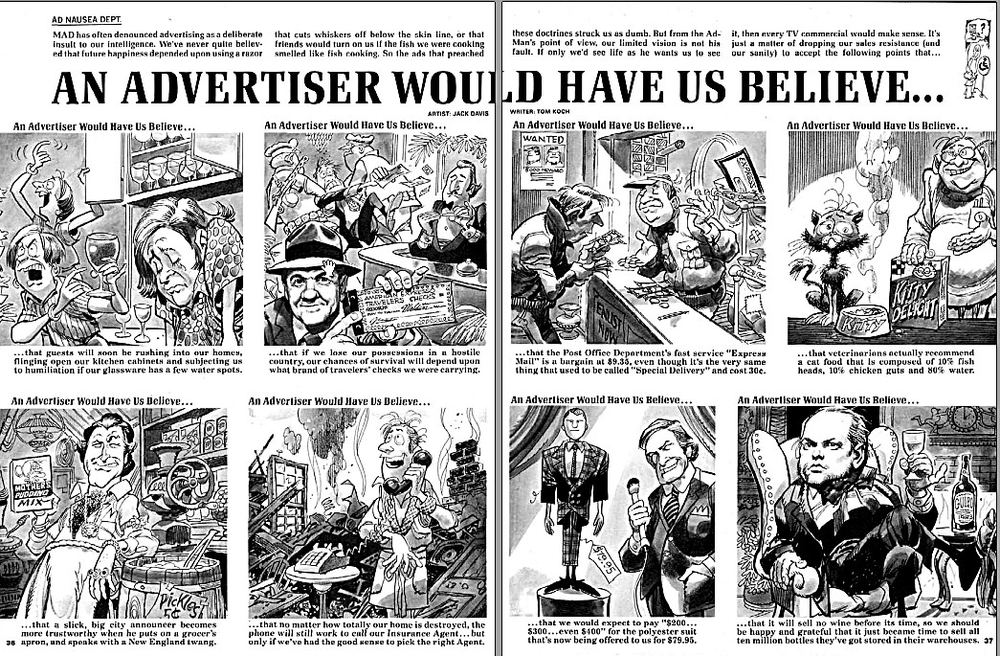 AD NAUSEA DEPT.
MAD has often denounced advertising as a deliberate
insult to our intelligence. We've never quite believ-
ed that future happiness depended upon using a razor
that cuts whiskers off below the skin line, or that
friends would turn on us if the fish we were cooking
smelled like fish cooking. So the ads that preached
these doctrines struck us as dumb. But from the Ad-
Man's point of view, our limited vision is not his
fault. If only we'd see life as he wants us to see
it, then every TV commercial would make sense. It's
just a matter of dropping our sales resistance (and
our sanity) to accept the following points that...
AN ADVERTISER WOULD HAVE US BELIEVE...
ARTIST: JACK DAVIS
WRITER: TOM KOCH
An Advertiser Would Have Us Believe...
...that guests will soon be rushing into our homes,
flinging open our kitchen cabinets and subjecting us
to humiliation if our glassware has a few water spots.
An Advertiser Would Have Us Believe...
AMERICAN
TRAVELERS CHECKS
...that if we lose our possessions in a hostile
country, our chances of survival will depend upon
what brand of travelers' checks we were carrying.
An Advertiser Would Have Us Believe...
WANTED
EXPRESS
...that the Post Office Department's fast service "Express
Mail" is a bargain at $9.35, even though it's the very same
thing that used to be called "Special Delivery" and cost 30¢.
An Advertiser Would Have Us Believe...
KITTY
DELIGHT
KITTY
...that veterinarians actually recommend
a cat food that is composed of 10% fish
heads, 10% chicken guts and 80% water.
An Advertiser Would Have Us Believe...
MOTHERS
PUDDING
MIX
PICKLES
...that a slick, big city announcer becomes
more trustworthy when he puts on a grocer's
apron, and speaks with a New England twang.
An Advertiser Would Have Us Believe...
...that no matter how totally our home is destroyed, the
phone will still work to call our Insurance Agent...but
only if we've had the good sense to pick the right Agent.
An Advertiser Would Have Us Believe...
$79.95
...that we would expect to pay "$200...
$300...even $400" for the polyester suit
that's now being offered to us for $79.95.
An Advertiser Would Have Us Believe...
...that it will sell no wine before its time, so we should
be happy and grateful that it just became time to sell all
ten million bottles they've got stored in their warehouses.
36
37